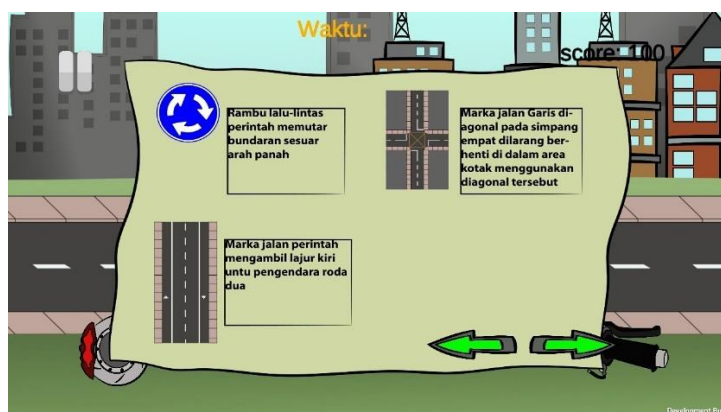 Waktu:
score: 100
Rambu lalu-lintas
perintah memutar
bundaran sesuar
arah panah
Marka jalan Garis di-
agonal pada simpang
empat dilarang ber-
henti di dalam area
kotak menggunakan
diagonal tersebut
Marka jalan perintah
mengambil lajur kiri
untu pengendara roda
dua
Development Bu